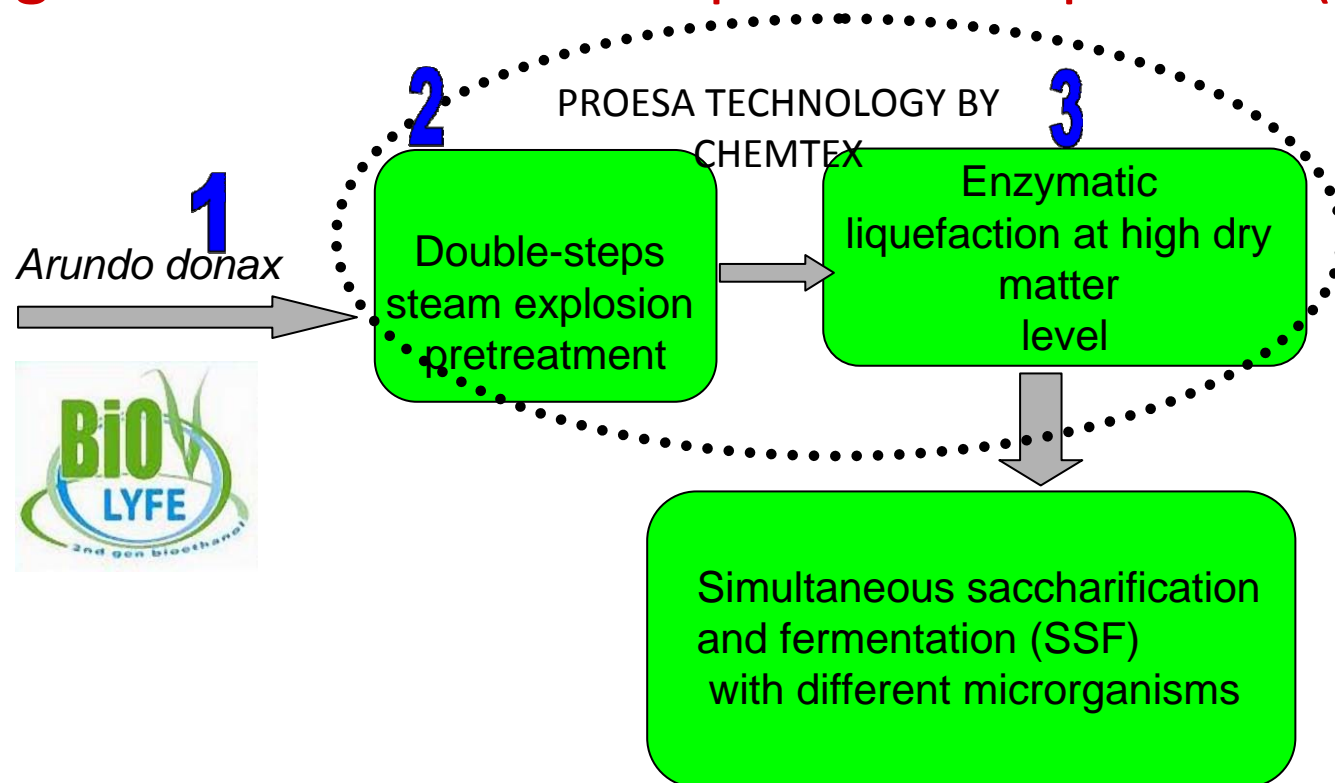 PROESA TECHNOLOGY BY
CHEMTEX
1
2
3
Arundo donax
Double-steps
steam explosion
pretreatment
Enzymatic
liquefaction at high dry
matter
level
BiO
LYFE
2nd gen bioethanol
Simultaneous saccharification
and fermentation (SSF)
with different microrganisms